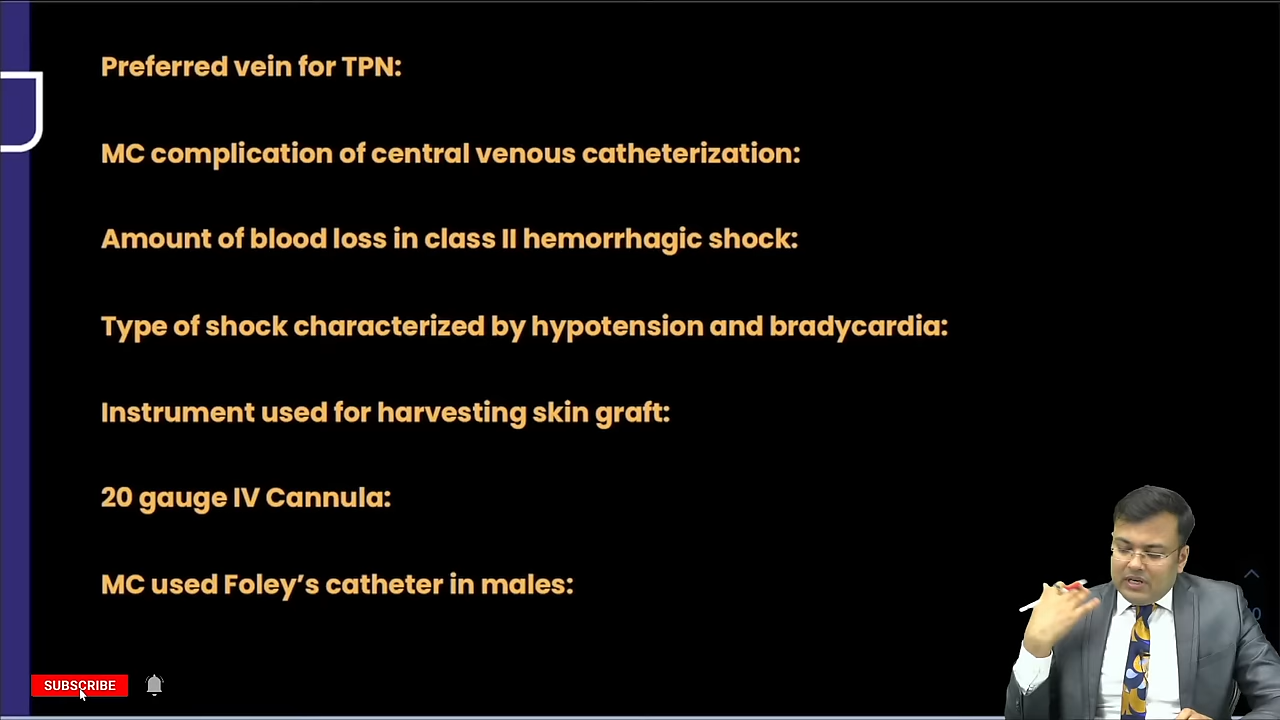 Preferred vein for TPN:
MC complication of central venous catheterization:
Amount of blood loss in class II hemorrhagic shock:
Type of shock characterized by hypotension and bradycardia:
Instrument used for harvesting skin graft:
20 gauge IV Cannula:
MC used Foley’s catheter in males:
SUBSCRIBE